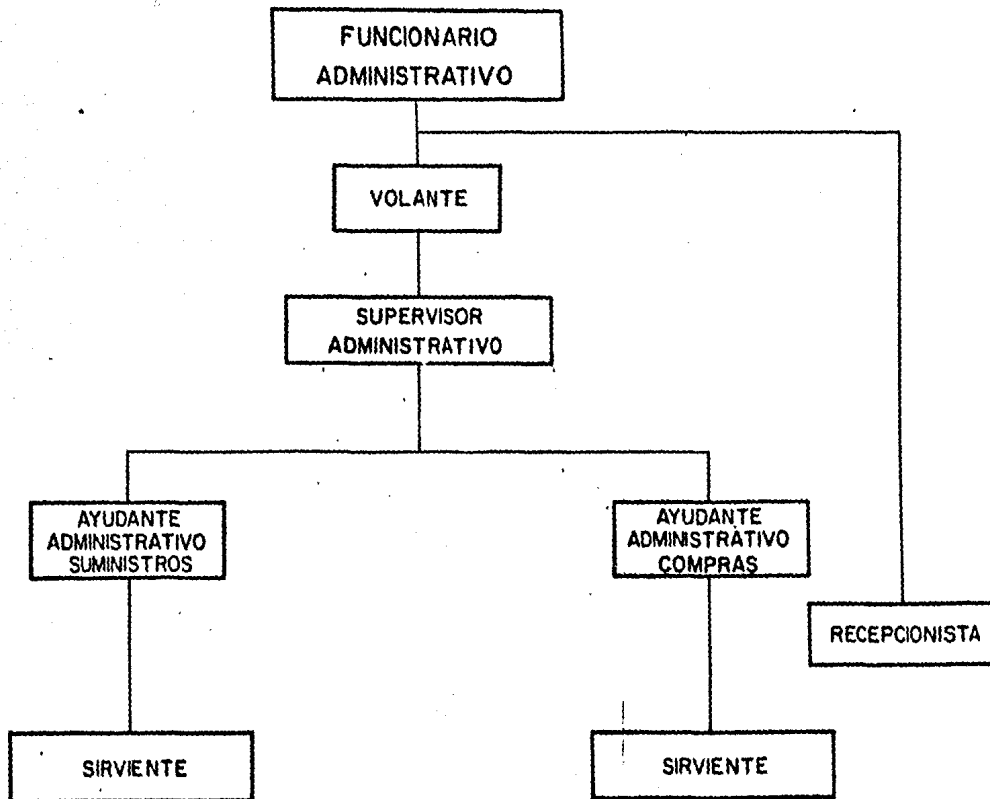 FUNCIONARIO
ADMINISTRATIVO
VOLANTE
SUPERVISOR
ADMINISTRATIVO
AYUDANTE
ADMINISTRATIVO
SUMINISTROS
AYUDANTE
ADMINISTRATIVO
COMPRAS
RECEPCIONISTA
SIRVIENTE
SIRVIENTE